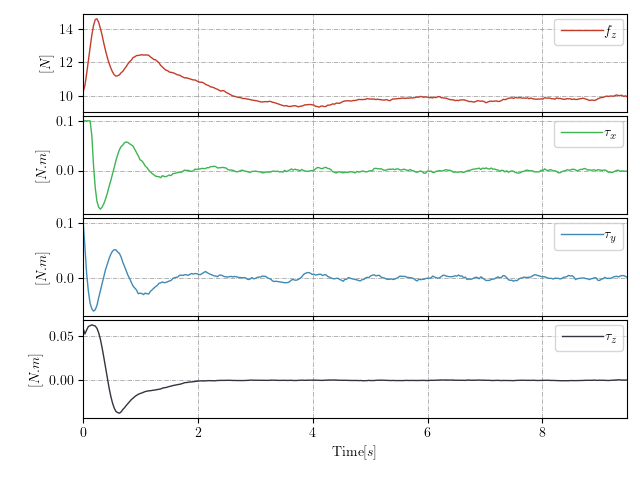 14
12
10
[N]
f_z
0.1
0.0
[N.m]
τ_x
0.1
0.0
[N.m]
τ_y
0.05
0.00
[N.m]
τ_z
0 2 4 6 8
Time[s]